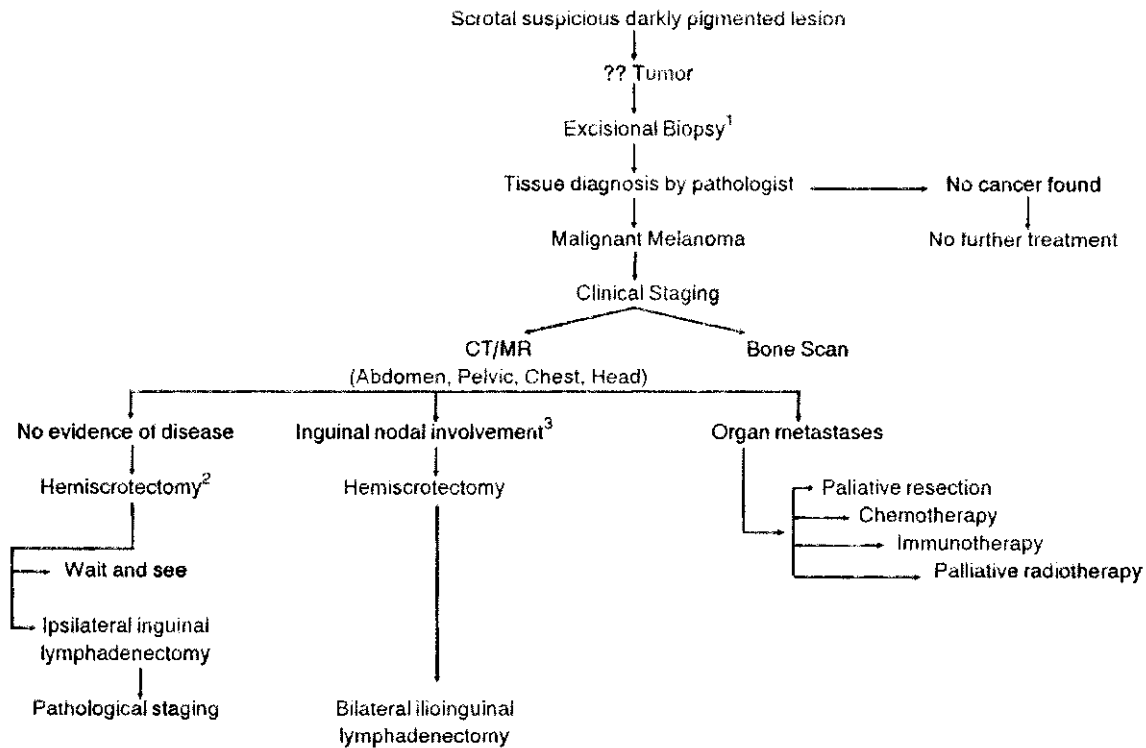 Scrotal suspicious darkly pigmented lesion
?? Tumor
Excisional Biopsy1
Tissue diagnosis by pathologist
No cancer found
Malignant Melanoma
No further treatment
Clinical Staging
CT/MR
Bone Scan
(Abdomen, Pelvic, Chest, Head)
No evidence of disease
Inguinal nodal involvement3
Organ metastases
Hemiscrotectomy2
Hemiscrotectomy
Paliative resection
Chemotherapy
Immunotherapy
Palliative radiotherapy
Wait and see
Ipsilateral inguinal
lymphadenectomy
Pathological staging
Bilateral ilioinguinal
lymphadenectomy